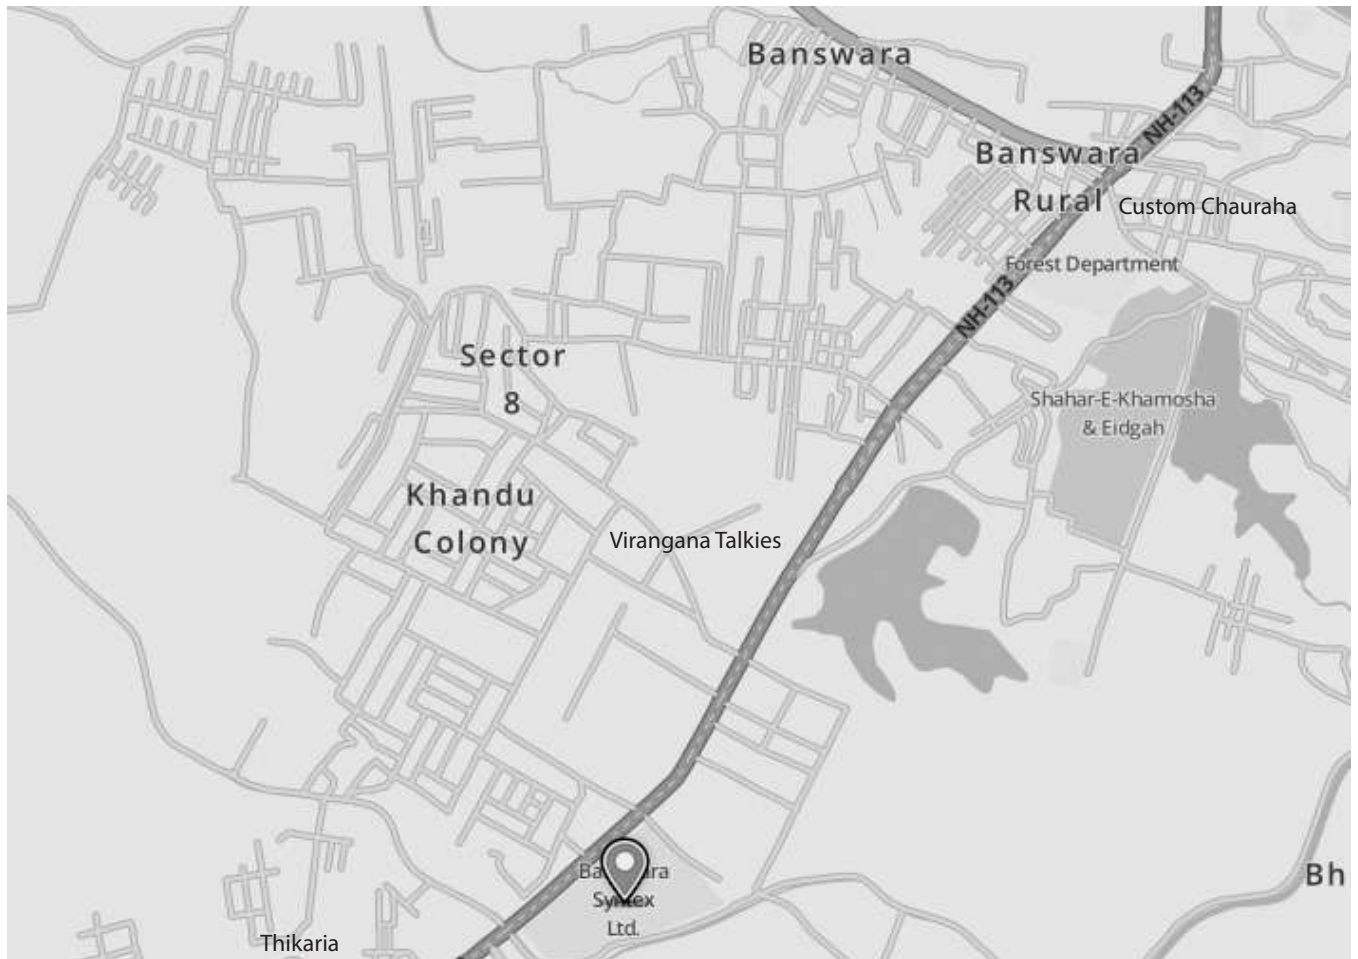 Banswara
NH-113
Banswara
Rural
Custom Chauraha
Forest Department
NH-113
Sector
8
Shahar-E-Khamosha
& Eidgah
Khandu
Colony
Virangana Talkies
Bh
Syntex
Ltd.
Thikaria